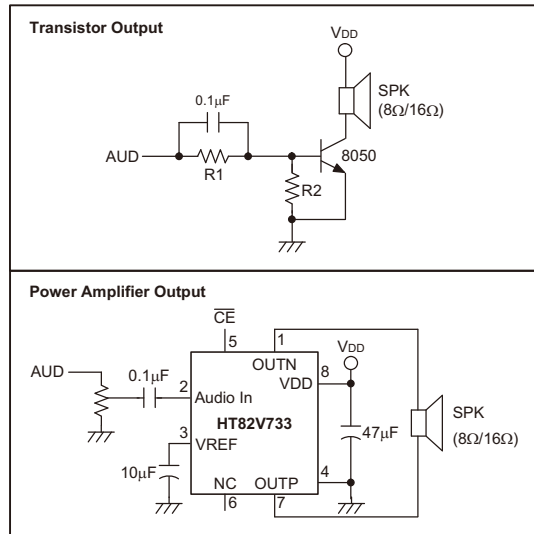 Transistor Output
VDD
SPK
(8Ω/16Ω)
0.1μF
AUD
R1
8050
R2
Power Amplifier Output
CE
5
1
OUTN
VDD
8
VDD
AUD
0.1μF
2
Audio In
HT82V733
3
VREF
10μF
47μF
SPK
(8Ω/16Ω)
4
NC
OUTP
6
7